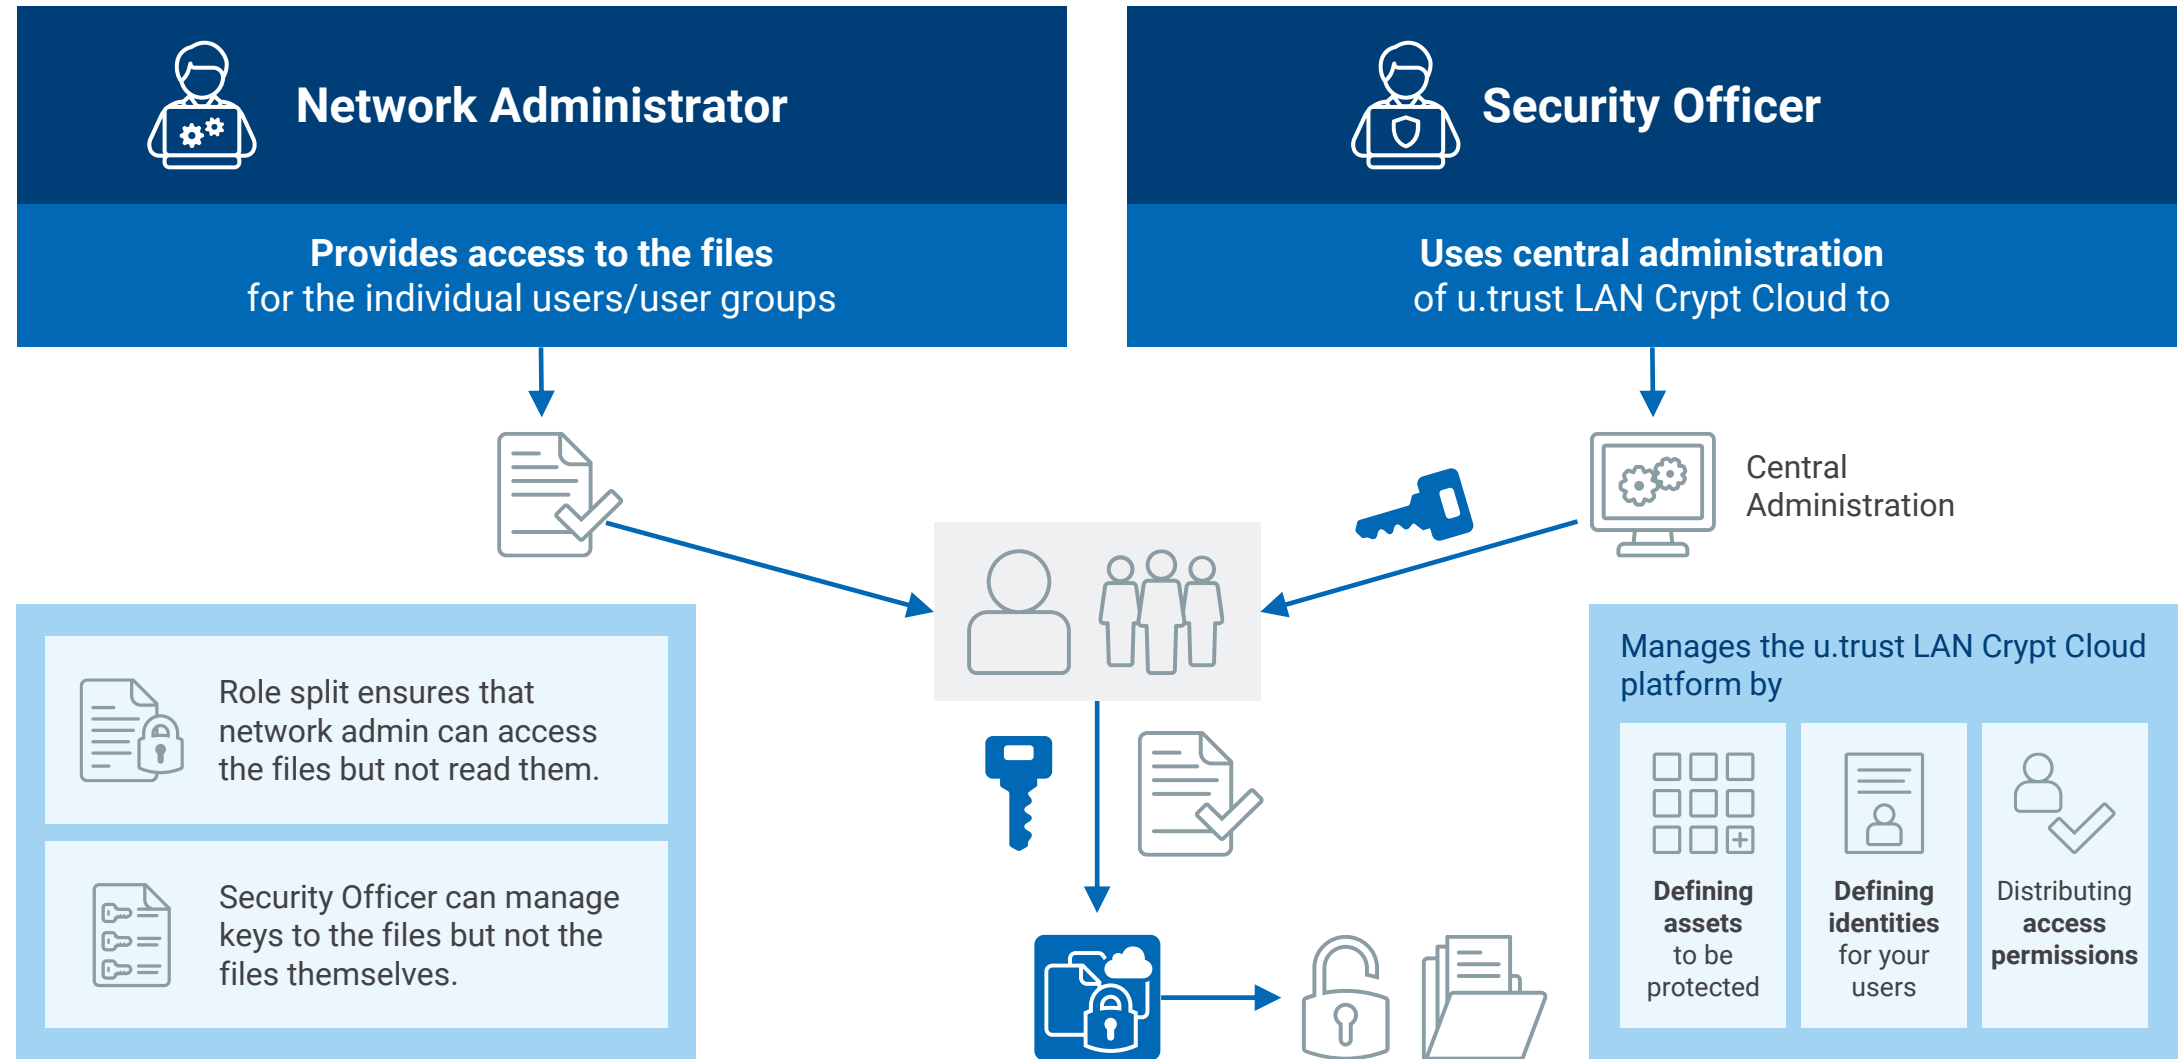 Network Administrator
Provides access to the files
for the individual users/user groups
Security Officer
Uses central administration
of u.trust LAN Crypt Cloud to
Central
Administration
Role split ensures that
network admin can access
the files but not read them.
Security Officer can manage
keys to the files but not the
files themselves.
Manages the u.trust LAN Crypt Cloud
platform by
Defining
assets
to be
protected
Defining
identities
for your
users
Distributing
access
permissions